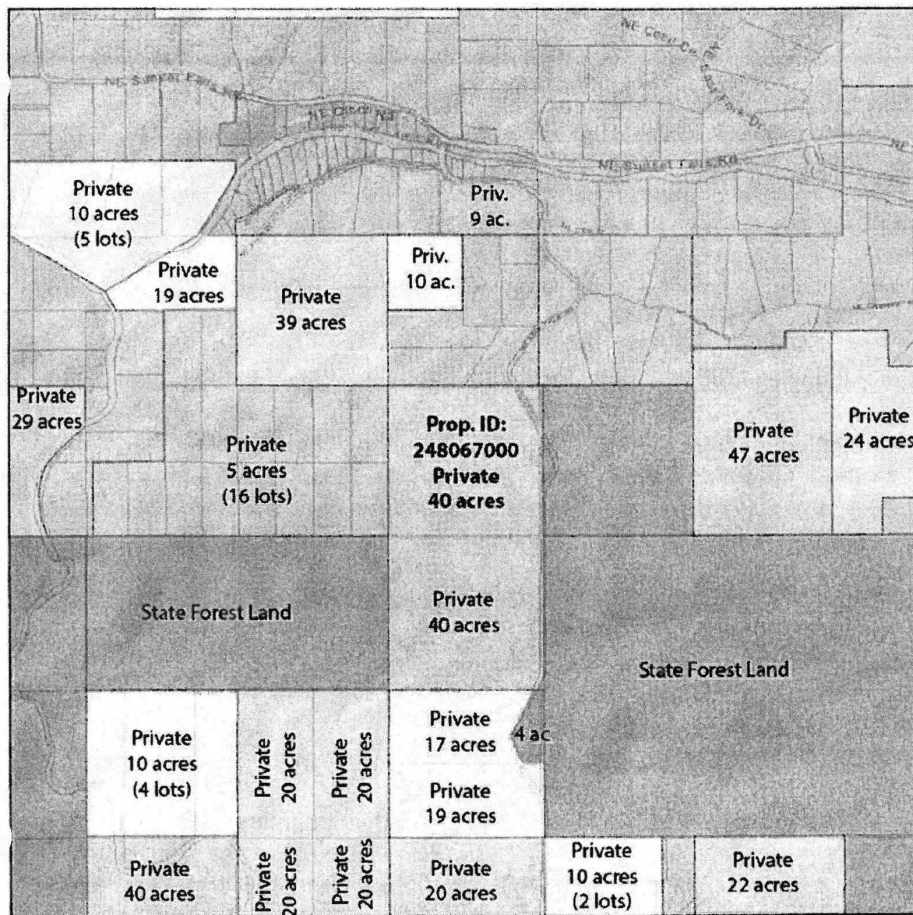 NE Sunset Falls Rd
NE Sunset Falls Rd
NE
Private
10 acres
(5 lots)
Priv.
9 ac.
Private
19 acres
Private
39 acres
Priv.
10 ac.
Private
29 acres
Private
5 acres
(16 lots)
Prop. ID:
248067000
Private
40 acres
Private
47 acres
Private
24 acres
State Forest Land
Private
40 acres
State Forest Land
Private
10 acres
(4 lots)
Private
20 acres
Private
20 acres
Private
17 acres
4 ac
Private
19 acres
Private
40 acres
Private
20 acres
Private
20 acres
Private
20 acres
Private
10 acres
(2 lots)
Private
22 acres